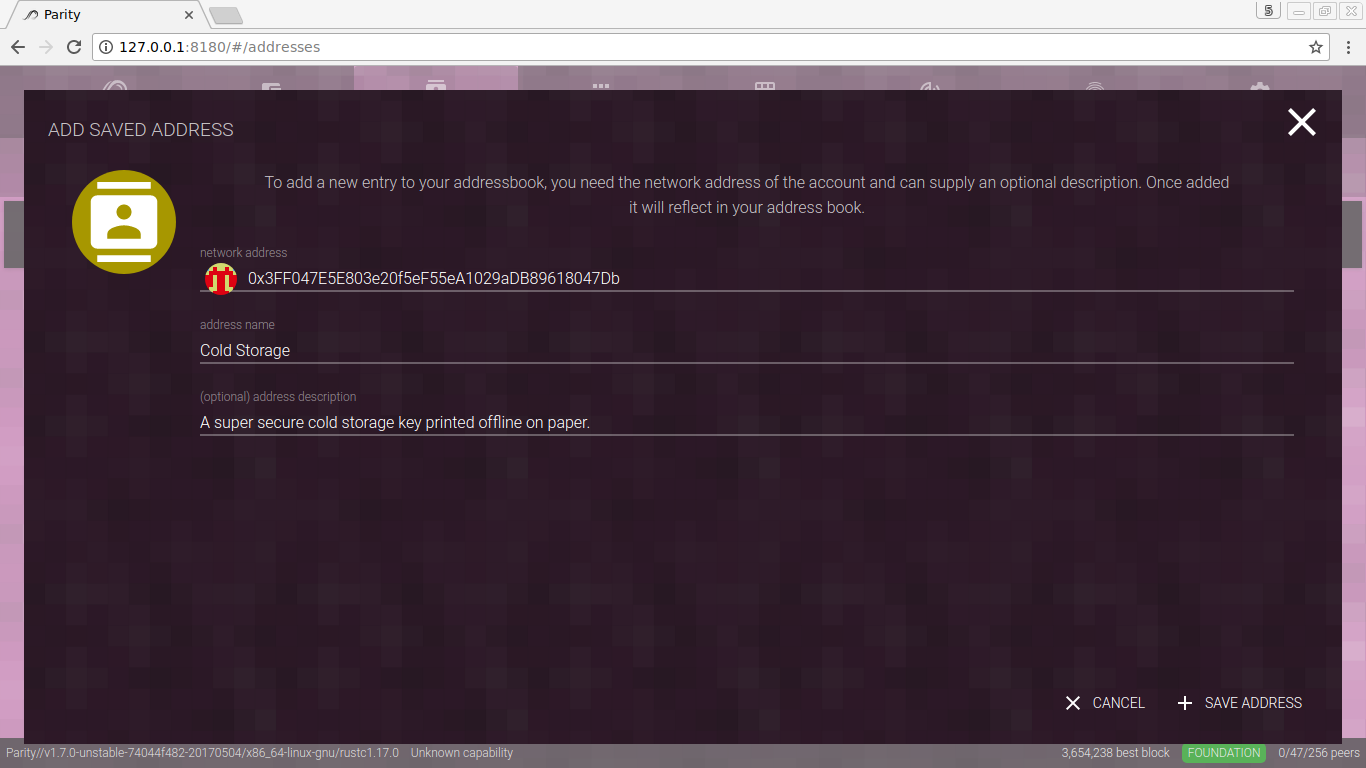 Parity
5
127.0.0.1:8180/#/addresses
ADD SAVED ADDRESS
To add a new entry to your addressbook, you need the network address of the account and can supply an optional description. Once added
it will reflect in your address book.
network address
0x3FF047E5E803e20f5eF55eA1029aDB89618047Db
address name
Cold Storage
(optional) address description
A super secure cold storage key printed offline on paper.
CANCEL SAVE ADDRESS
Parity//v1.7.0-unstable-74044f482-20170504/x86_64-linux-gnu/rustc1.17.0 Unknown capability 3,654,238 best block FOUNDATION 0/47/256 peers